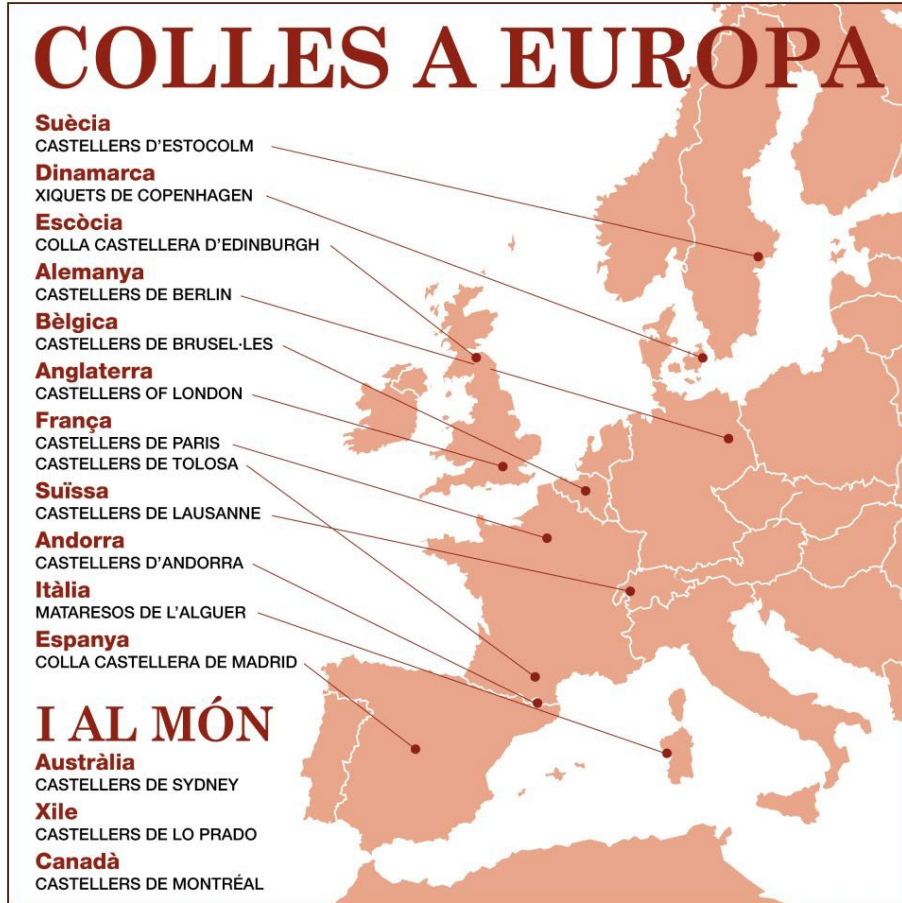 COLLES A EUROPA
Suècia
CASTELLERS D'ESTOCOLM
Dinamarca
XIQUETS DE COPENHAGEN
Escòcia
COLLA CASTELLERA D'EDINBURGH
Alemanya
CASTELLERS DE BERLIN
Bèlgica
CASTELLERS DE BRUSEL·LES
Anglaterra
CASTELLERS OF LONDON
França
CASTELLERS DE PARIS
CASTELLERS DE TOLOSA
Suïssa
CASTELLERS DE LAUSANNE
Andorra
CASTELLERS D'ANDORRA
Itàlia
MATARESOS DE L'ALGUER
Espanya
COLLA CASTELLERA DE MADRID
I AL MÓN
Austràlia
CASTELLERS DE SYDNEY
Xile
CASTELLERS DE LO PRADO
Canadà
CASTELLERS DE MONTRÉAL